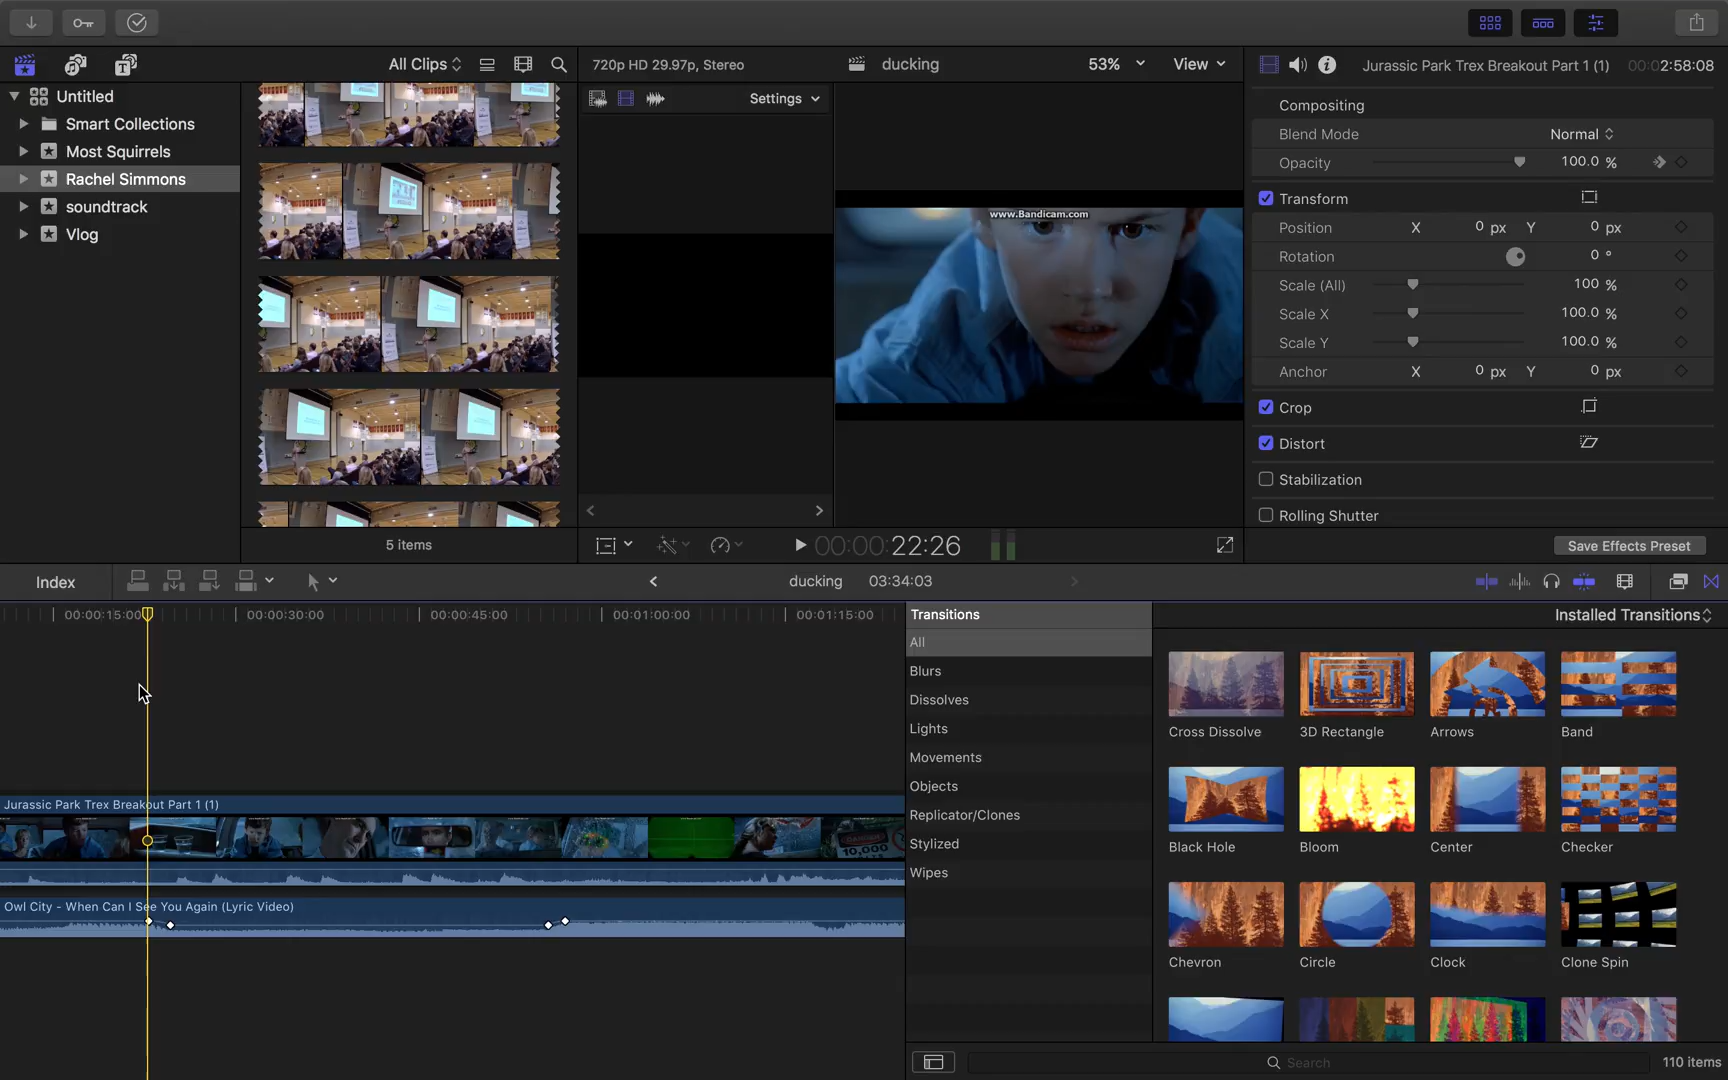 All Clips
720p HD 29.97p, Stereo
ducking
53%
View
Jurassic Park Trex Breakout Part 1 (1)
00:02:58:08
Untitled
Smart Collections
Most Squirrels
Rachel Simmons
soundtrack
Vlog
Settings
www.Bandicam.com
Compositing
Blend Mode
Normal
Opacity
100.0 %
Transform
Position X 0 px Y 0 px
Rotation 0 °
Scale (All) 100 %
Scale X 100.0 %
Scale Y 100.0 %
Anchor X 0 px Y 0 px
Crop
Distort
Stabilization
Rolling Shutter
5 items
00:00:22:26
Save Effects Preset
Index
ducking 03:34:03
00:00:15:00
00:00:30:00
00:00:45:00
00:01:00:00
00:01:15:00
Transitions
Installed Transitions
All
Blurs
Dissolves
Lights
Movements
Objects
Replicator/Clones
Stylized
Wipes
Cross Dissolve
3D Rectangle
Arrows
Band
Black Hole
Bloom
Center
Checker
Chevron
Circle
Clock
Clone Spin
Jurassic Park Trex Breakout Part 1 (1)
10,000
Owl City - When Can I See You Again (Lyric Video)
Search
110 items